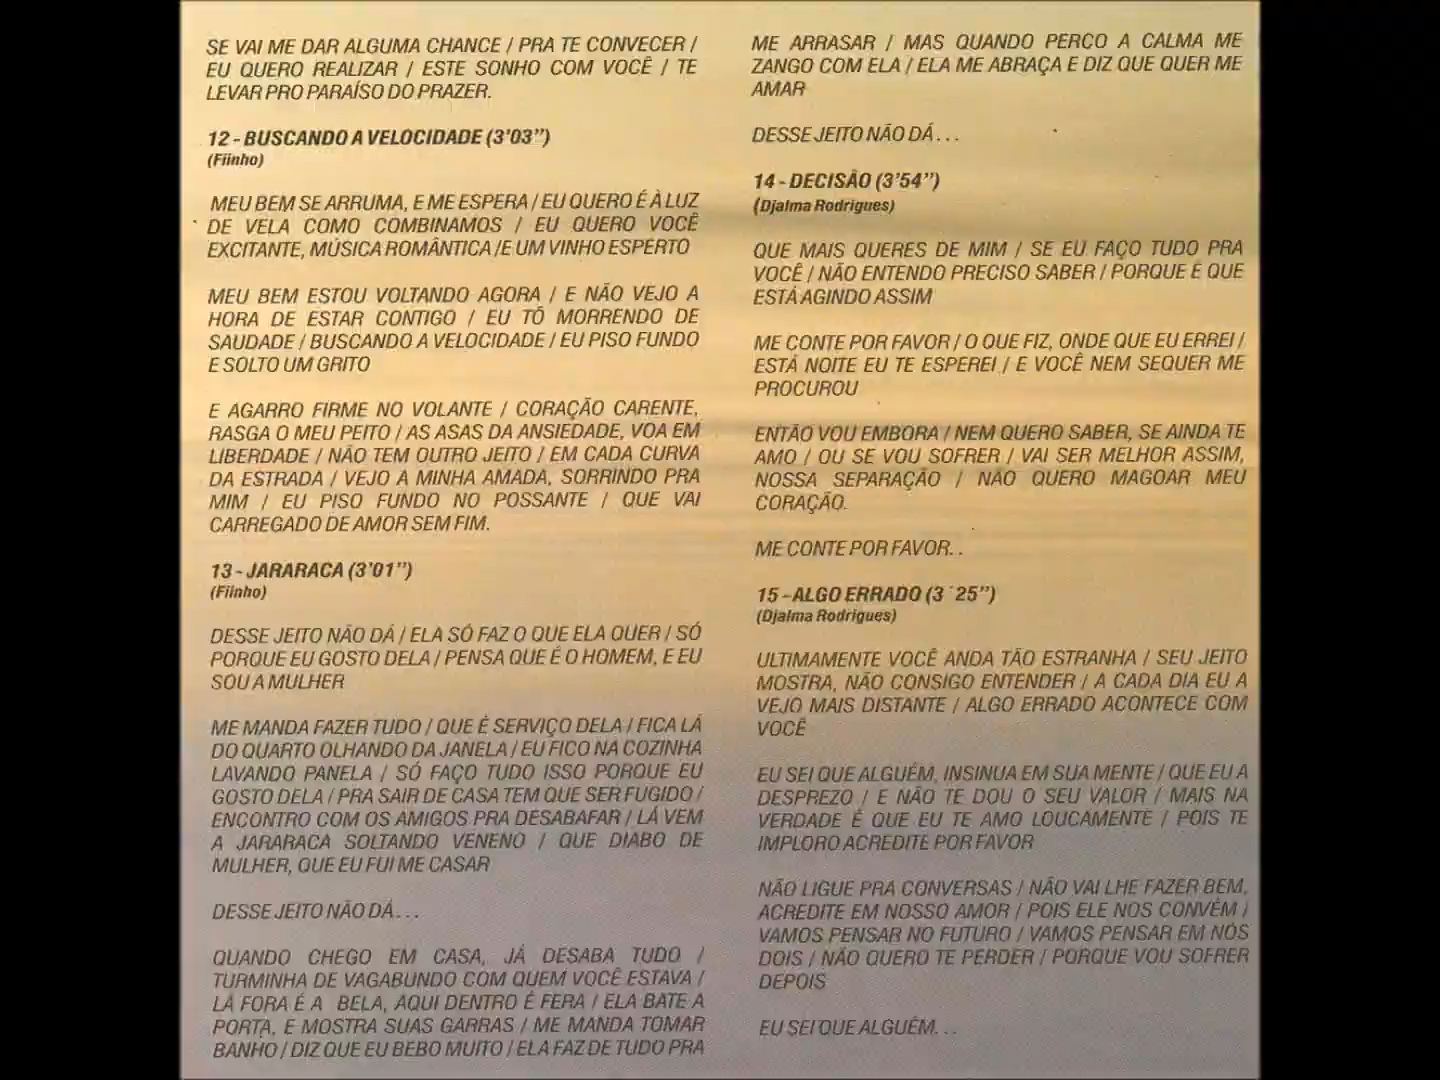 SE VAI ME DAR ALGUMA CHANCE / PRA TE CONVECER /
EU QUERO REALIZAR / ESTE SONHO COM VOCÊ / TE
LEVAR PRO PARAÍSO DO PRAZER.
12 - BUSCANDO A VELOCIDADE (3'03")
(Fiinho)
MEU BEM SE ARRUMA, E ME ESPERA / EU QUERO É À LUZ
DE VELA COMO COMBINAMOS / EU QUERO VOCÊ
EXCITANTE, MÚSICA ROMÂNTICA /E UM VINHO ESPERTO
MEU BEM ESTOU VOLTANDO AGORA / E NÃO VEJO A
HORA DE ESTAR CONTIGO / EU TÔ MORRENDO DE
SAUDADE / BUSCANDO A VELOCIDADE / EU PISO FUNDO
E SOLTO UM GRITO
E AGARRO FIRME NO VOLANTE / CORAÇÃO CARENTE,
RASGA O MEU PEITO / AS ASAS DA ANSIEDADE, VOA EM
LIBERDADE / NÃO TEM OUTRO JEITO / EM CADA CURVA
DA ESTRADA / VEJO A MINHA AMADA, SORRINDO PRA
MIM / EU PISO FUNDO NO POSSANTE / QUE VAI
CARREGADO DE AMOR SEM FIM.
13 - JARARACA (3'01")
(Fiinho)
DESSE JEITO NÃO DÁ / ELA SÓ FAZ O QUE ELA QUER / SÓ
PORQUE EU GOSTO DELA / PENSA QUE É O HOMEM, E EU
SOU A MULHER
ME MANDA FAZER TUDO / QUE É SERVIÇO DELA / FICA LÁ
DO QUARTO OLHANDO DA JANELA / EU FICO NA COZINHA
LAVANDO PANELA / SÓ FAÇO TUDO ISSO PORQUE EU
GOSTO DELA / PRA SAIR DE CASA TEM QUE SER FUGIDO /
ENCONTRO COM OS AMIGOS PRA DESABAFAR / LÁ VEM
A JARARACA SOLTANDO VENENO / QUE DIABO DE
MULHER, QUE EU FUI ME CASAR
DESSE JEITO NÃO DÁ...
QUANDO CHEGO EM CASA, JÁ DESABA TUDO /
TURMINHA DE VAGABUNDO COM QUEM VOCÊ ESTAVA /
LÁ FORA É A BELA, AQUI DENTRO É FERA / ELA BATE A
PORTA, E MOSTRA SUAS GARRAS / ME MANDA TOMAR
BANHO / DIZ QUE EU BEBO MUITO / ELA FAZ DE TUDO PRA
ME ARRASAR / MAS QUANDO PERCO A CALMA ME
ZANGO COM ELA / ELA ME ABRAÇA E DIZ QUE QUER ME
AMAR
DESSE JEITO NÃO DÁ...
14 - DECISÃO (3'54")
(Djalma Rodrigues)
QUE MAIS QUERES DE MIM / SE EU FAÇO TUDO PRA
VOCÊ / NÃO ENTENDO PRECISO SABER / PORQUE É QUE
ESTÁ AGINDO ASSIM
ME CONTE POR FAVOR / O QUE FIZ, ONDE QUE EU ERREI /
ESTÁ NOITE EU TE ESPEREI / E VOCÊ NEM SEQUER ME
PROCUROU
ENTÃO VOU EMBORA / NEM QUERO SABER, SE AINDA TE
AMO / OU SE VOU SOFRER / VAI SER MELHOR ASSIM,
NOSSA SEPARAÇÃO / NÃO QUERO MAGOAR MEU
CORAÇÃO.
ME CONTE POR FAVOR..
15 - ALGO ERRADO (3´25")
(Djalma Rodrigues)
ULTIMAMENTE VOCÊ ANDA TÃO ESTRANHA / SEU JEITO
MOSTRA, NÃO CONSIGO ENTENDER / A CADA DIA EU A
VEJO MAIS DISTANTE / ALGO ERRADO ACONTECE COM
VOCÊ
EU SEI QUE ALGUÉM, INSINUA EM SUA MENTE / QUE EU A
DESPREZO / E NÃO TE DOU O SEU VALOR / MAIS NA
VERDADE É QUE EU TE AMO LOUCAMENTE / POIS TE
IMPLORO ACREDITE POR FAVOR
NÃO LIGUE PRA CONVERSAS / NÃO VAI LHE FAZER BEM,
ACREDITE EM NOSSO AMOR / POIS ELE NOS CONVÉM /
VAMOS PENSAR NO FUTURO / VAMOS PENSAR EM NÓS
DOIS / NÃO QUERO TE PERDER / PORQUE VOU SOFRER
DEPOIS
EU SEI QUE ALGUÉM...